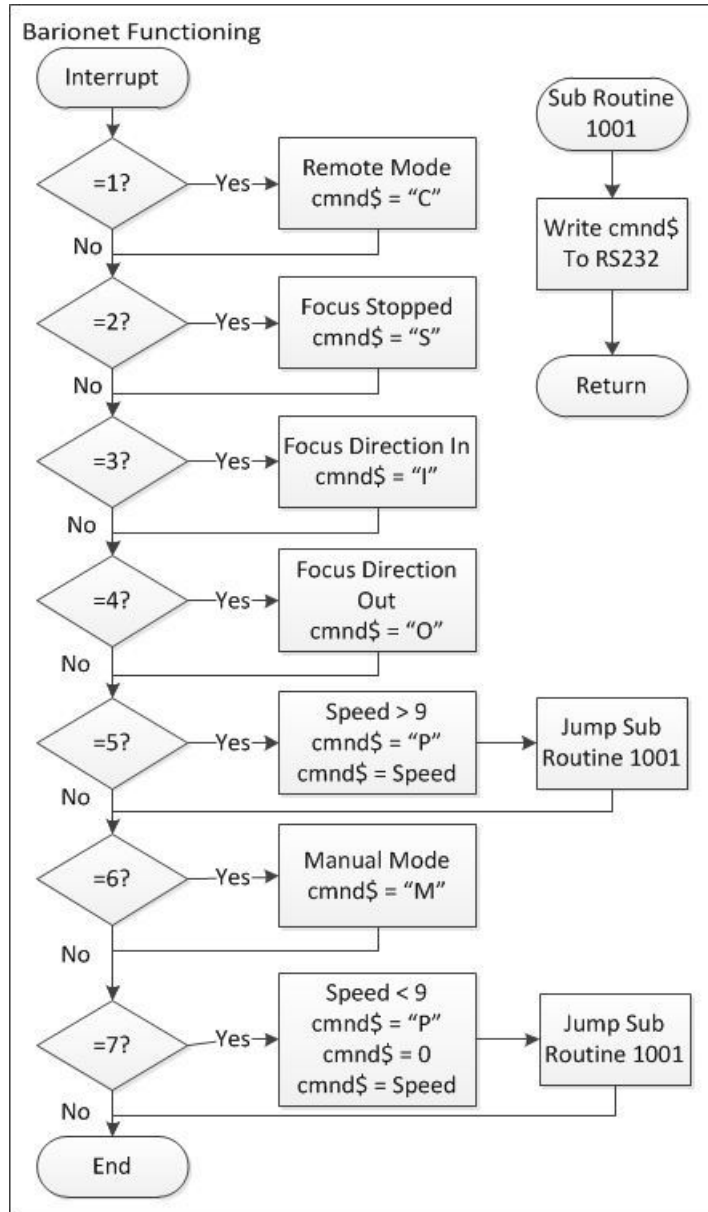 Barionet Functioning
Interrupt
=1?
Yes
Remote Mode
cmnd$ = “C”
No
=2?
Yes
Focus Stopped
cmnd$ = “S”
No
=3?
Yes
Focus Direction In
cmnd$ = “I”
No
=4?
Yes
Focus Direction
Out
cmnd$ = “O”
No
=5?
Yes
Speed > 9
cmnd$ = “P”
cmnd$ = Speed
Jump Sub
Routine 1001
No
=6?
Yes
Manual Mode
cmnd$ = “M”
No
=7?
Yes
Speed < 9
cmnd$ = “P”
cmnd$ = 0
cmnd$ = Speed
Jump Sub
Routine 1001
No
End
Sub Routine
1001
Write cmnd$
To RS232
Return